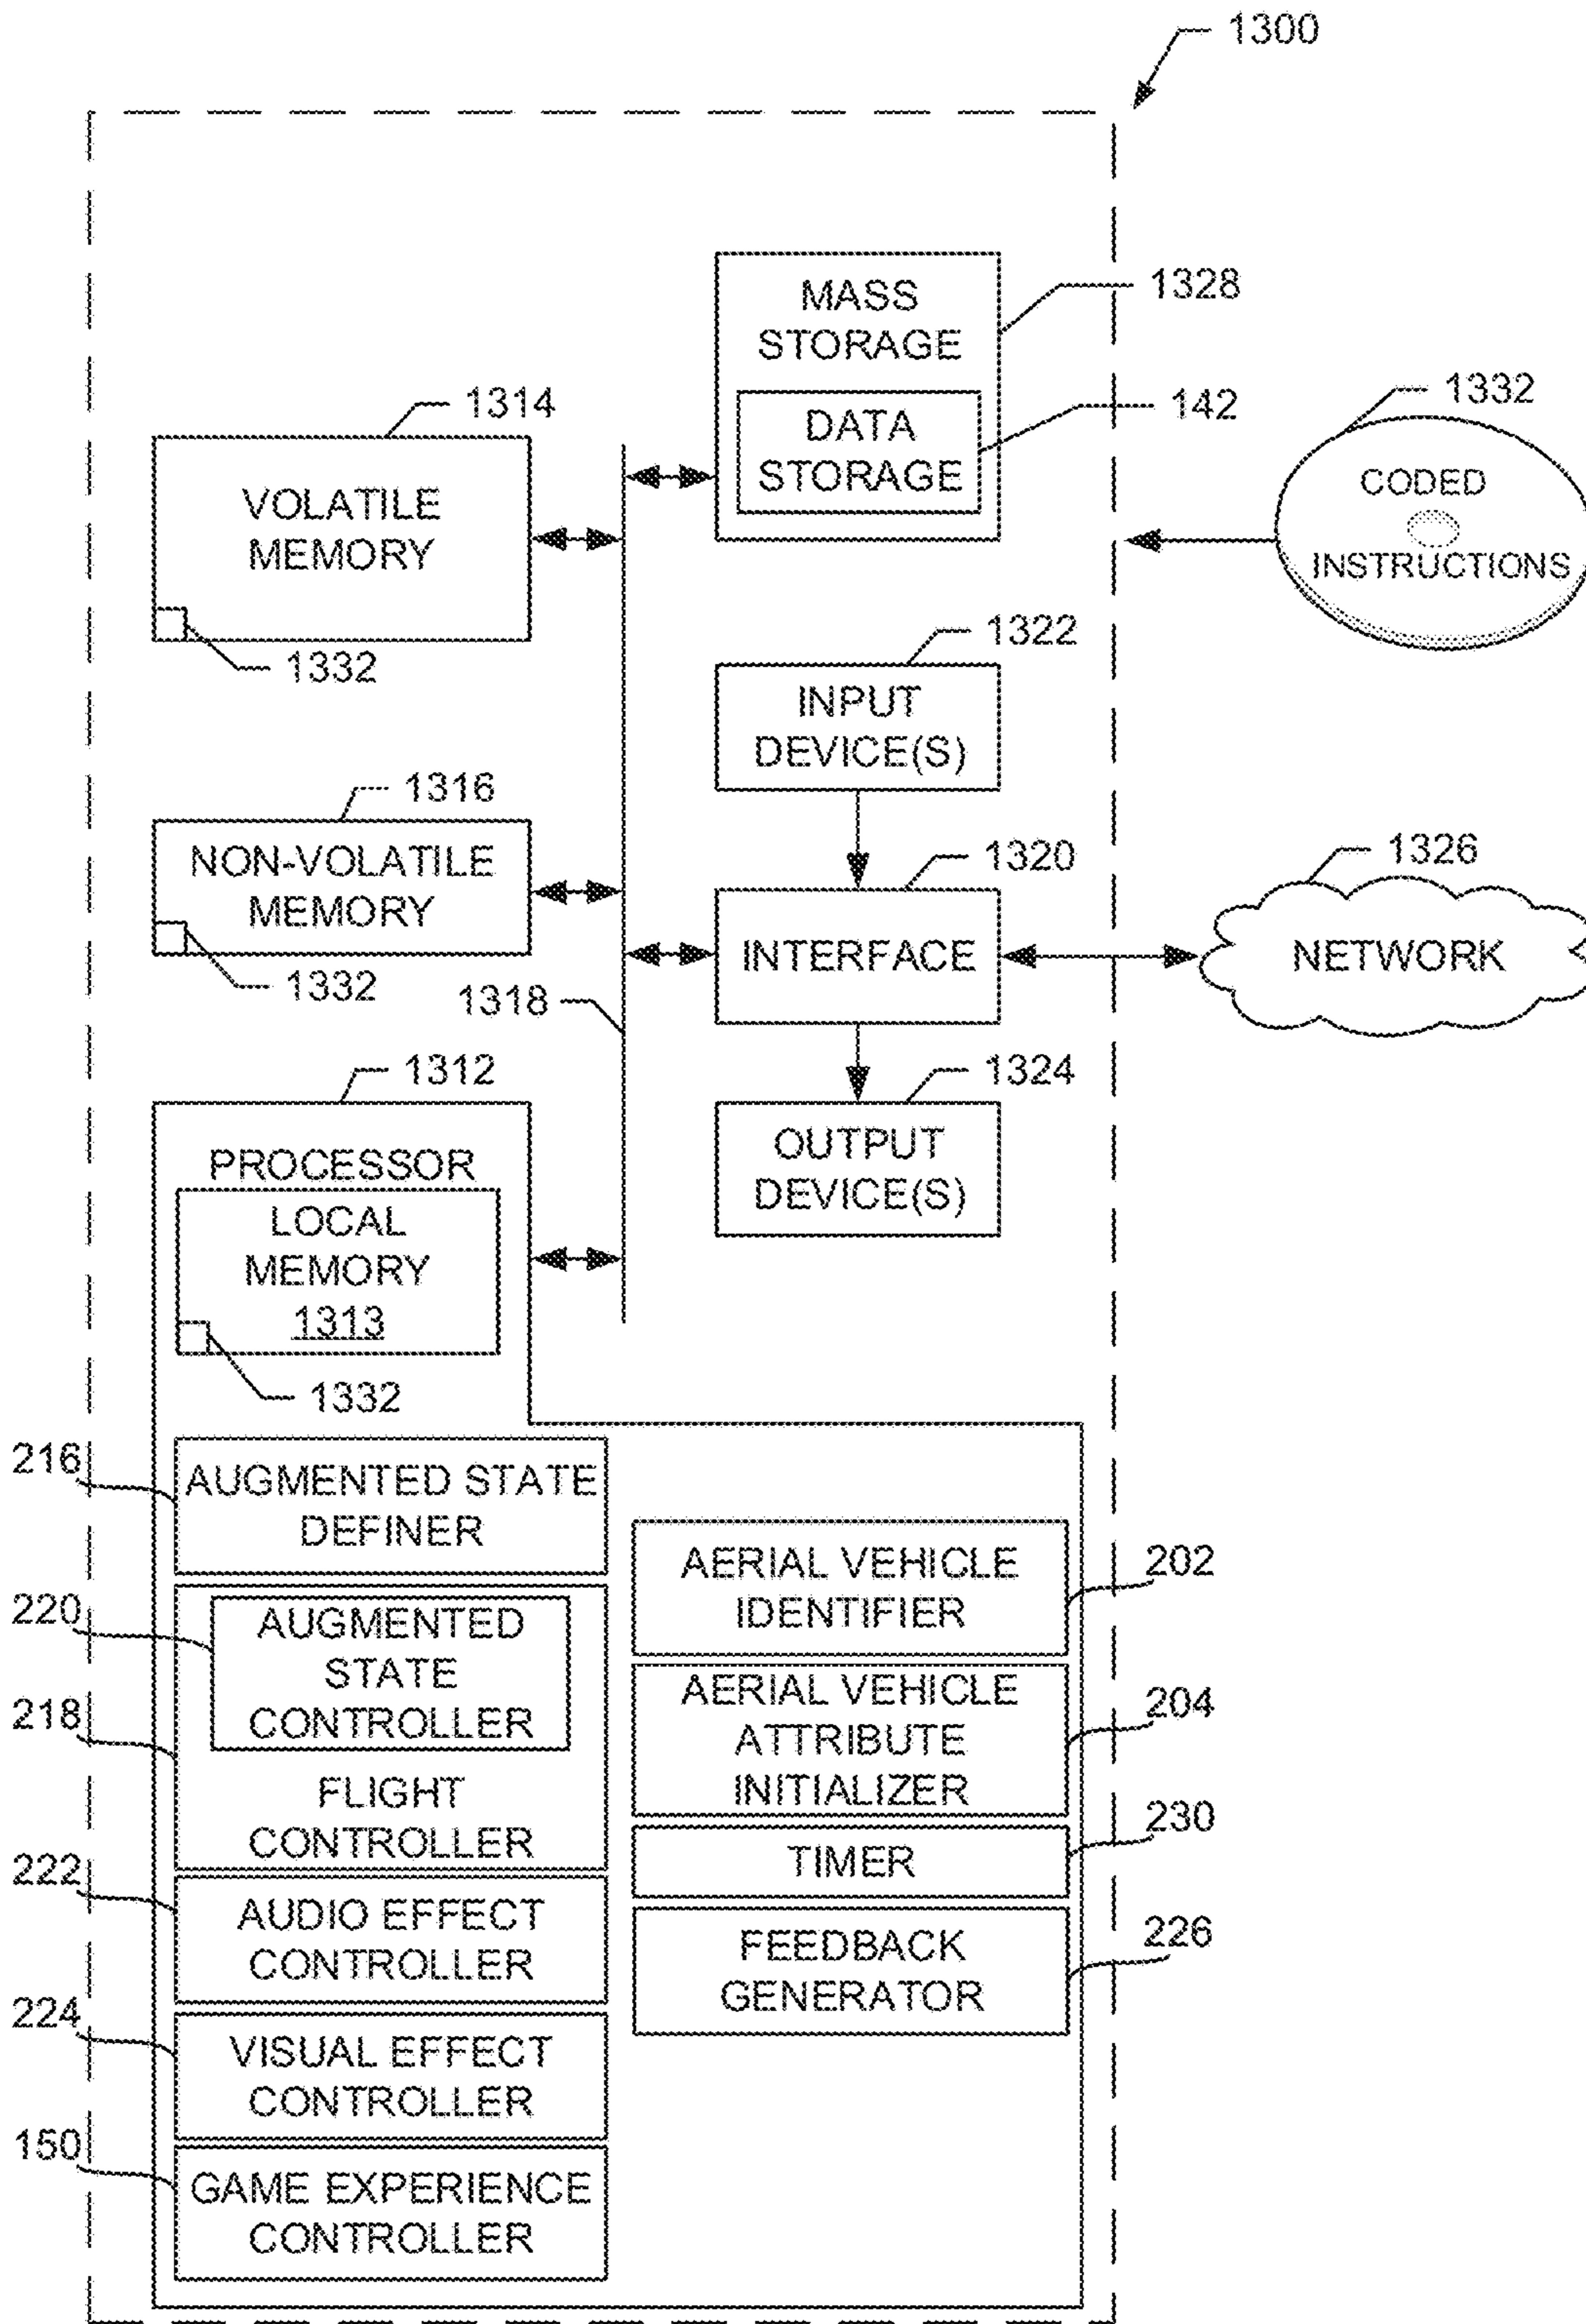 1300
MASS
STORAGE
1328
DATA
STORAGE
142
1314
VOLATILE
MEMORY
1332
1332
CODED
INSTRUCTIONS
1322
INPUT
DEVICE(S)
1316
NON-VOLATILE
MEMORY
1332
1320
INTERFACE
1326
NETWORK
1318
1312
PROCESSOR
LOCAL
MEMORY
1313
1332
1324
OUTPUT
DEVICE(S)
216
AUGMENTED STATE
DEFINER
220
AUGMENTED
STATE
CONTROLLER
218
FLIGHT
CONTROLLER
222
AUDIO EFFECT
CONTROLLER
224
VISUAL EFFECT
CONTROLLER
150
GAME EXPERIENCE
CONTROLLER
AERIAL VEHICLE
IDENTIFIER
202
AERIAL VEHICLE
ATTRIBUTE
INITIALIZER
204
TIMER
230
FEEDBACK
GENERATOR
226